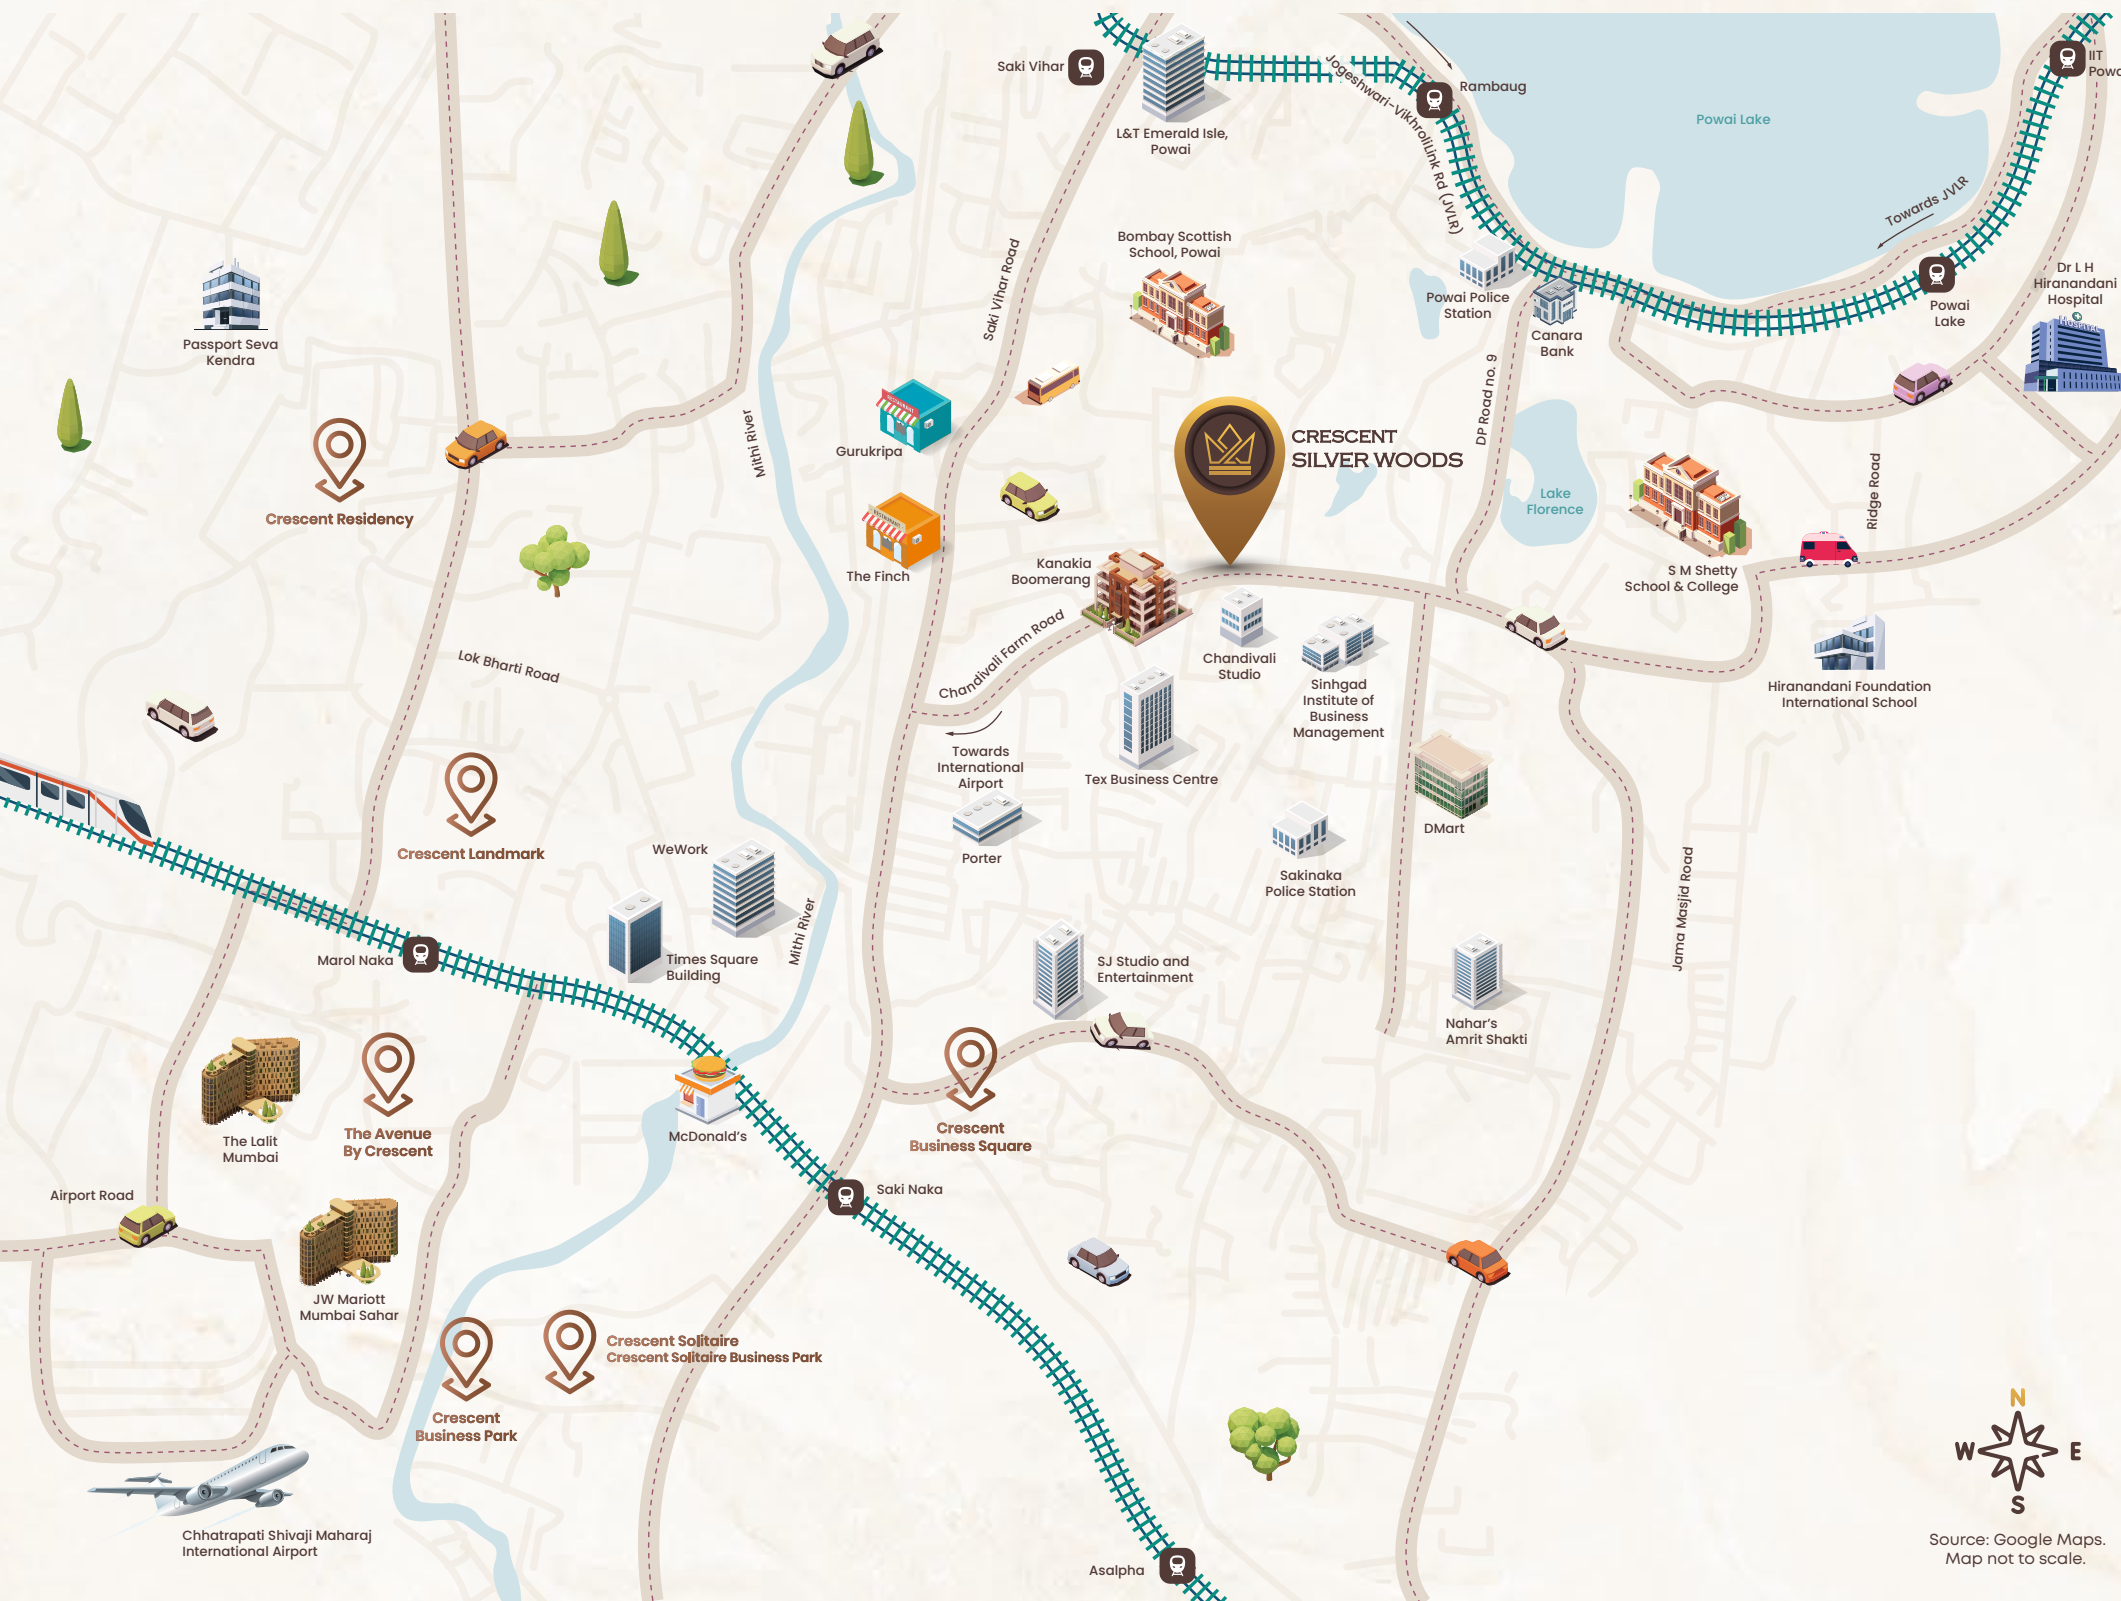 Saki Vihar
L&T Emerald Isle,
Powai
Jogeshwari-VikhroliLink Rd (JVLR)
Rambaug
Powai Lake
IIT
Towards JVLR
Powai
Lake
Dr L H
Hiranandani
Hospital
HOSPITAL
Bombay Scottish
School, Powai
Saki Vihar Road
Powai Police
Station
Canara
Bank
DP Road no. 9
Passport Seva
Kendra
Crescent Residency
Mithi River
RESTAURANT
Gurukripa
RESTAURANT
The Finch
CRESCENT
SILVER WOODS
Lake
Florence
S M Shetty
School & College
Ridge Road
Kanakia
Boomerang
Chandivali Farm Road
Chandivali
Studio
Sinhgad
Institute of
Business
Management
Hiranandani Foundation
International School
Lok Bharti Road
Towards
International
Airport
Tex Business Centre
Porter
DMart
Sakinaka
Police Station
Crescent Landmark
WeWork
Times Square
Building
Mithi River
Marol Naka
SJ Studio and
Entertainment
Nahar's
Amrit Shakti
Jama Masjid Road
The Lalit
Mumbai
The Avenue
By Crescent
McDonald's
Crescent
Business Square
Saki Naka
Airport Road
JW Mariott
Mumbai Sahar
Crescent Solitaire
Crescent Solitaire Business Park
Crescent
Business Park
Chhatrapati Shivaji Maharaj
International Airport
Asalpha
N
W E
S
Source: Google Maps.
Map not to scale.